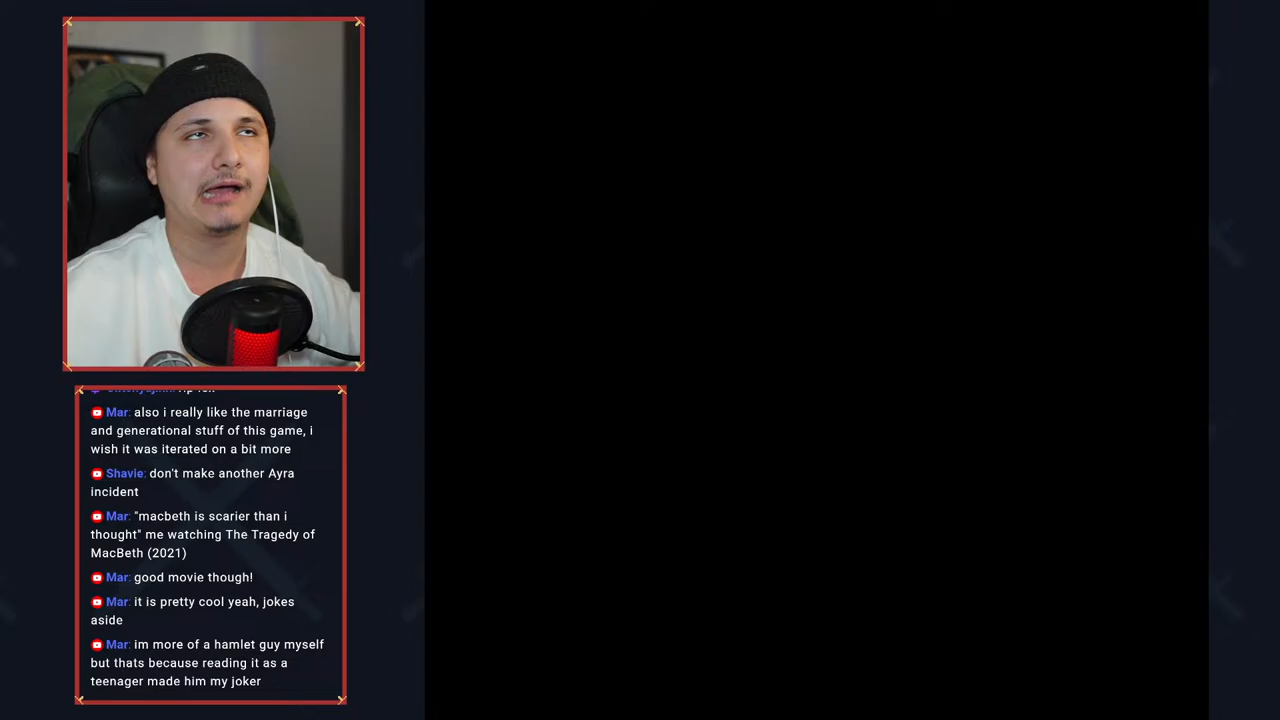 Mar: also i really like the marriage
and generational stuff of this game, i
wish it was iterated on a bit more
Shavie: don't make another Ayra
incident
Mar: "macbeth is scarier than i
thought" me watching The Tragedy of
MacBeth (2021)
Mar: good movie though!
Mar: it is pretty cool yeah, jokes
aside
Mar: im more of a hamlet guy myself
but thats because reading it as a
teenager made him my joker